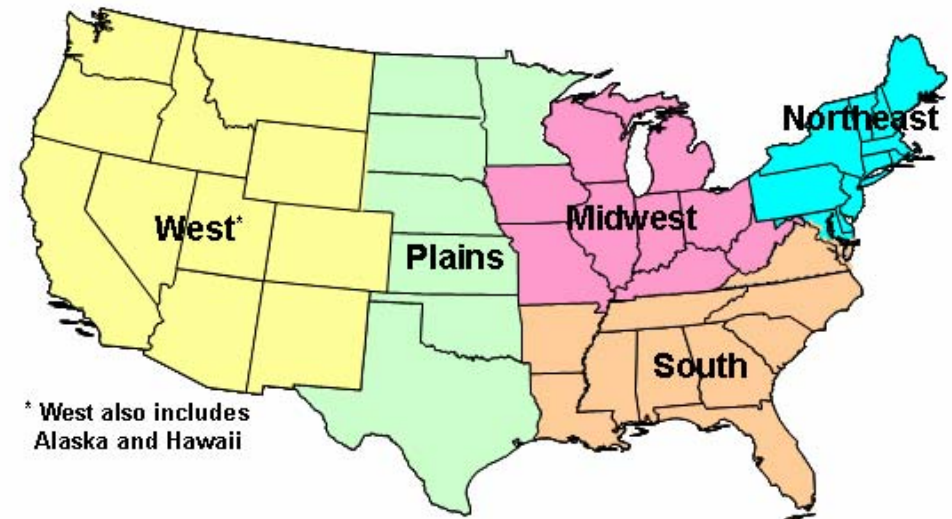 Northeast
West*
Midwest
Plains
South
* West also includes
Alaska and Hawaii